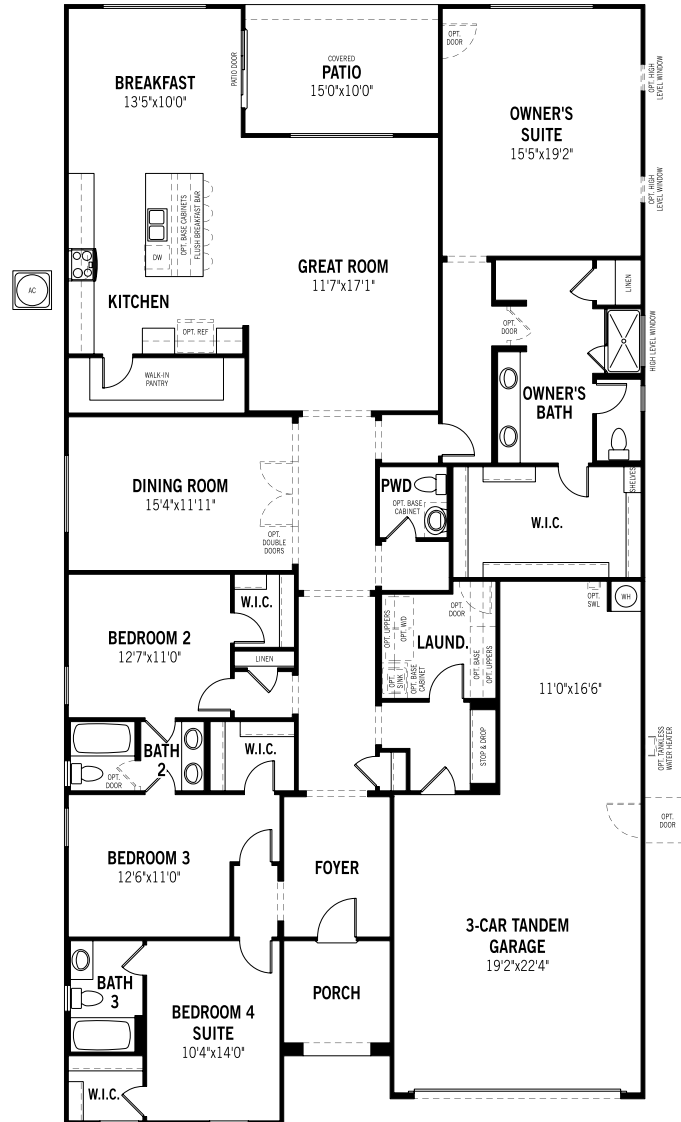 BREAKFAST
13'5"x10'0"
PATIO DOOR
COVERED
PATIO
15'0"x10'0"
OPT.
DOOR
OPT. HIGH
LEVEL WINDOW
OWNER'S
SUITE
15'5"x19'2"
OPT. HIGH
LEVEL WINDOW
OPT. BASE CABINETS
FLUSH BREAKFAST BAR
DW
GREAT ROOM
11'7"x17'1"
AC
KITCHEN
OPT. REF
LINEN
OPT.
DOOR
HIGH LEVEL WINDOW
WALK-IN
PANTRY
OWNER'S
BATH
DINING ROOM
15'4"x11'11"
OPT.
DOUBLE
DOORS
PWD
OPT. BASE
CABINET
SHELVES
W.I.C.
W.I.C.
BEDROOM 2
12'7"x11'0"
LINEN
OPT. UPPERS
OPT. W/D
OPT.
DOOR
LAUND.
OPT.
SINK
OPT. BASE
CABINET
OPT. BASE
OPT. UPPERS
OPT.
SWL
WH
11'0"x16'6"
BATH
2
OPT.
DOOR
W.I.C.
STOP & DROP
OPT. TANKLESS
WATER HEATER
OPT.
DOOR
BEDROOM 3
12'6"x11'0"
FOYER
3-CAR TANDEM
GARAGE
19'2"x22'4"
BATH
3
BEDROOM 4
SUITE
10'4"x14'0"
PORCH
W.I.C.